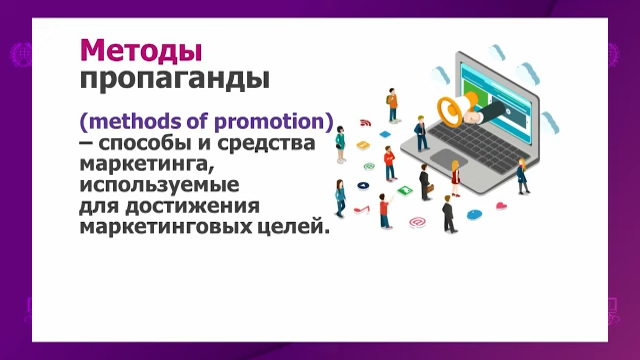 Методы
пропаганды
(methods of promotion)
– способы и средства
маркетинга,
используемые
для достижения
маркетинговых целей.